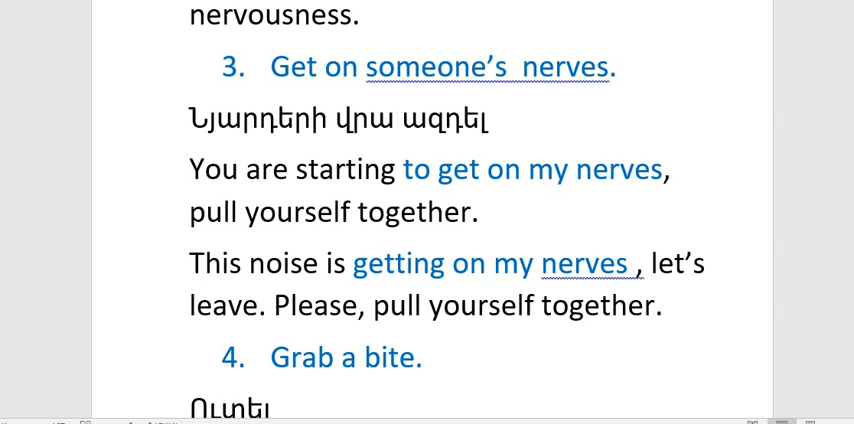 nervousness.
3. Get on someone’s  nerves.
Նյարդերի վրա ազդել
You are starting to get on my nerves,
pull yourself together.
This noise is getting on my nerves , let’s
leave. Please, pull yourself together.
4. Grab a bite.
Ուտել